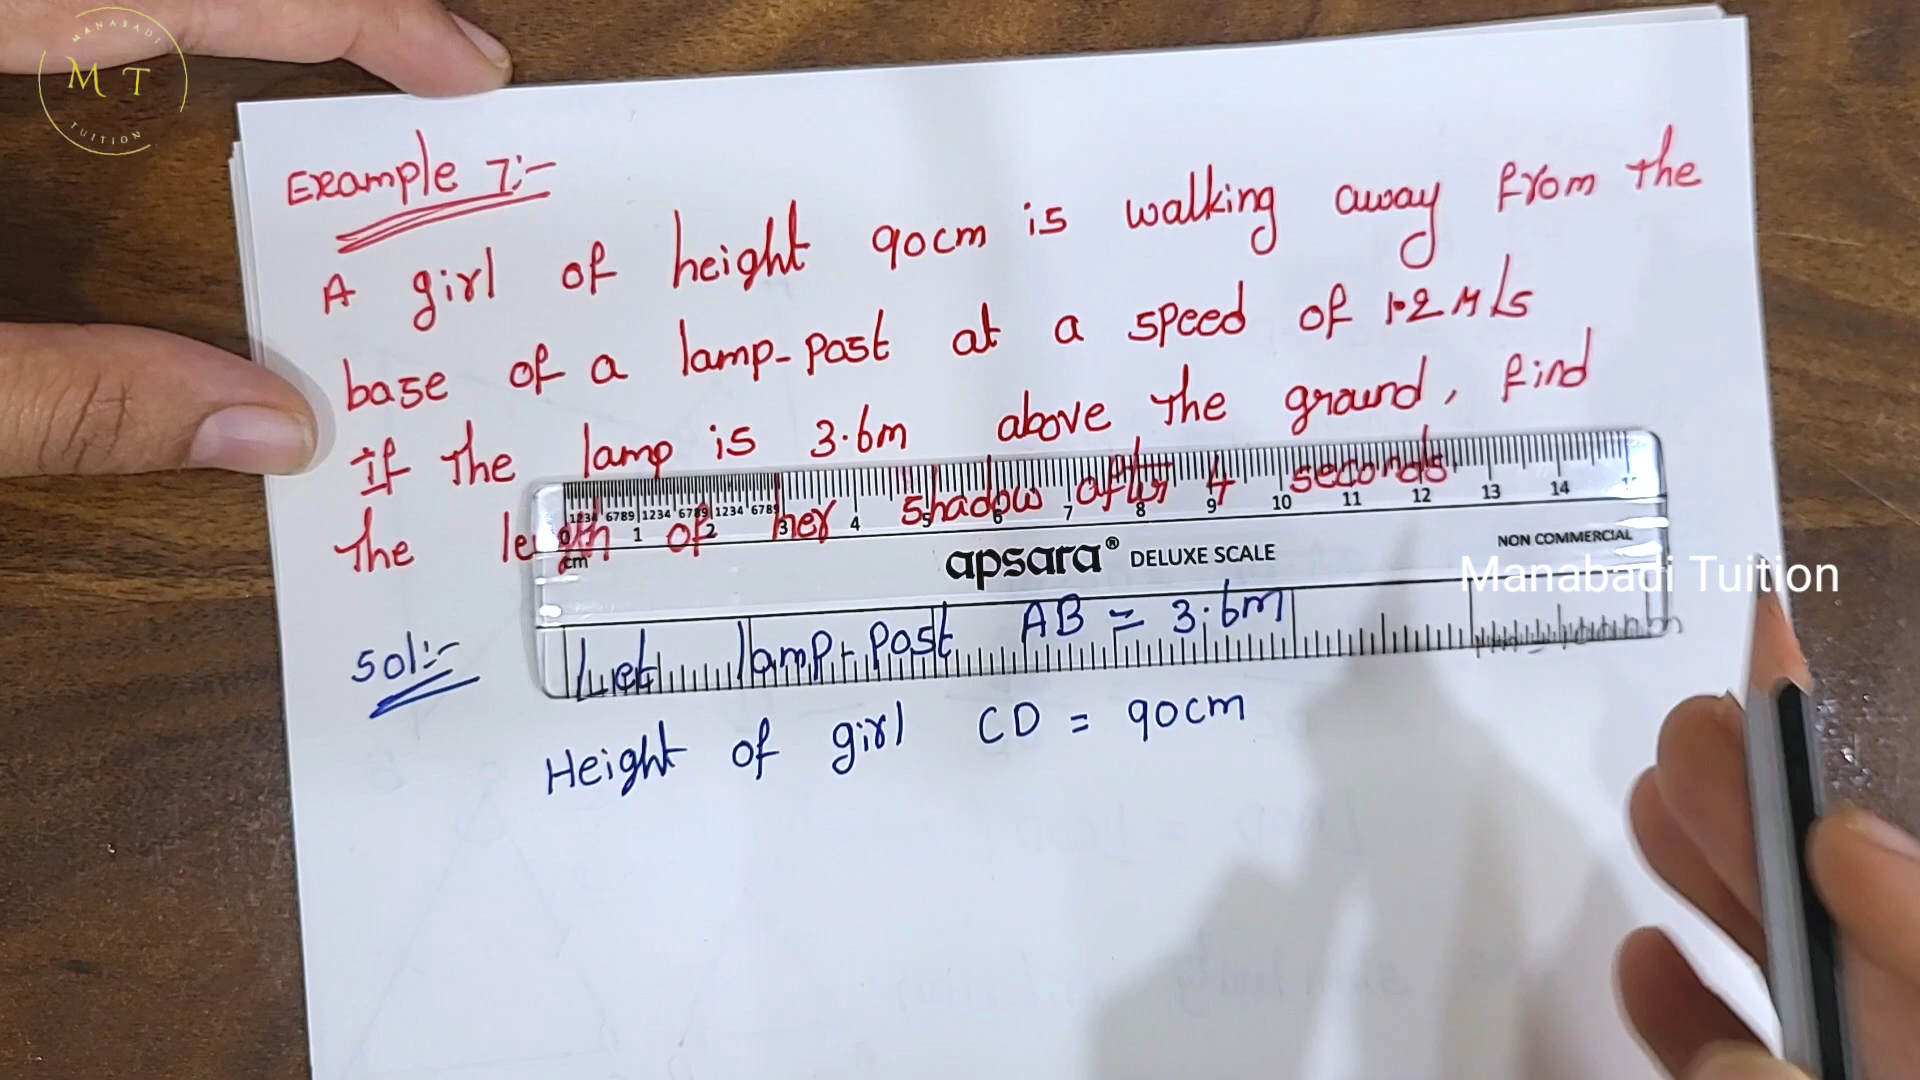 MANABADI
M T
TUITION
Example 7:-
A girl of height 90cm is walking away from the
base of a lamp-post at a speed of 1.2 M/s
If the lamp is 3.6m above the ground, find
the length of her shadow after 4 seconds.
1234 6789 1234 6789 1234 6789
0 1 2 3 4 5 6 7 8 9 10 11 12 13 14
cm
apsara® DELUXE SCALE
NON COMMERCIAL
Manabadi Tuition
Sol:-
Let lamp-post AB = 3.6m
Height of girl CD = 90cm